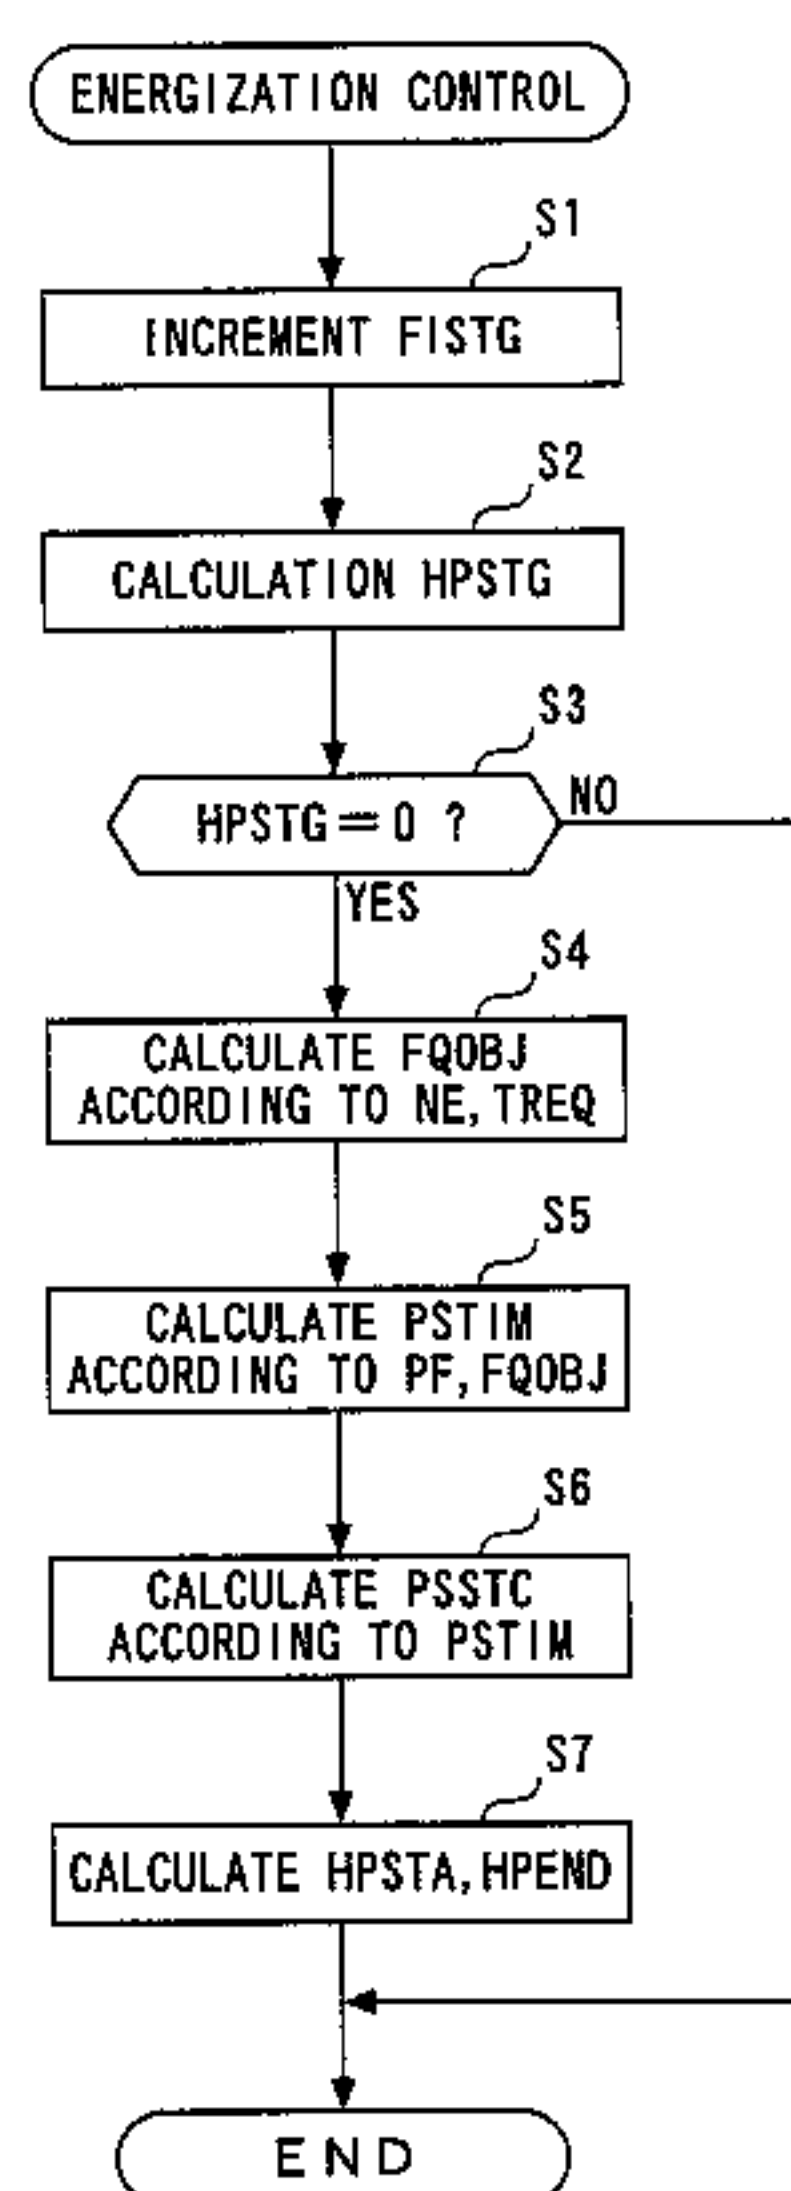 ENERGIZATION CONTROL
S1
INCREMENT FISTG
S2
CALCULATION HPSTG
S3
HPSTG=0 ?
NO
YES
S4
CALCULATE FQOBJ
ACCORDING TO NE,TREQ
S5
CALCULATE PSTIM
ACCORDING TO PF,FQOBJ
S6
CALCULATE PSSTC
ACCORDING TO PSTIM
S7
CALCULATE HPSTA,HPEND
END